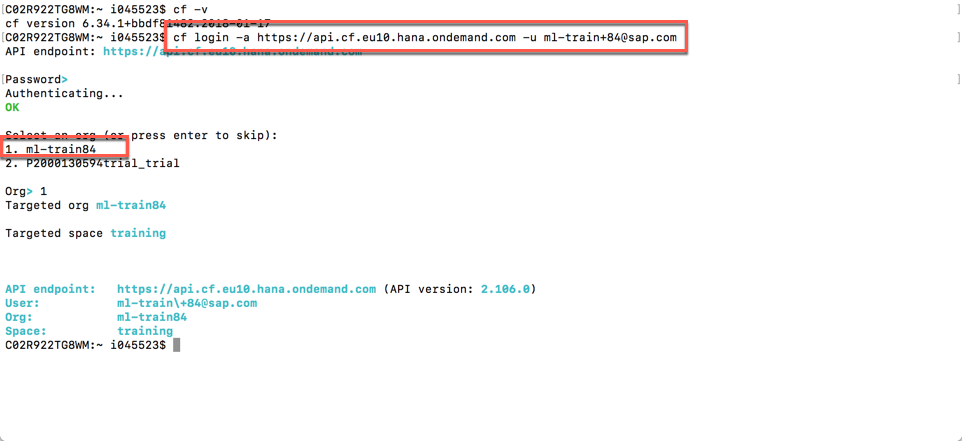 [C02R922TG8WM:~ i045523$ cf -v ]
cf version 6.34.1+bbdf81482.2018-01-17
[C02R922TG8WM:~ i045523$ cf login -a https://api.cf.eu10.hana.ondemand.com -u ml-train+84@sap.com ]
API endpoint: https://api.cf.eu10.hana.ondemand.com
[Password> ]
Authenticating...
OK
Select an org (or press enter to skip):
1. ml-train84
2. P2000130594trial_trial
Org> 1
Targeted org ml-train84
Targeted space training
API endpoint: https://api.cf.eu10.hana.ondemand.com (API version: 2.106.0)
User: ml-train\+84@sap.com
Org: ml-train84
Space: training
C02R922TG8WM:~ i045523$